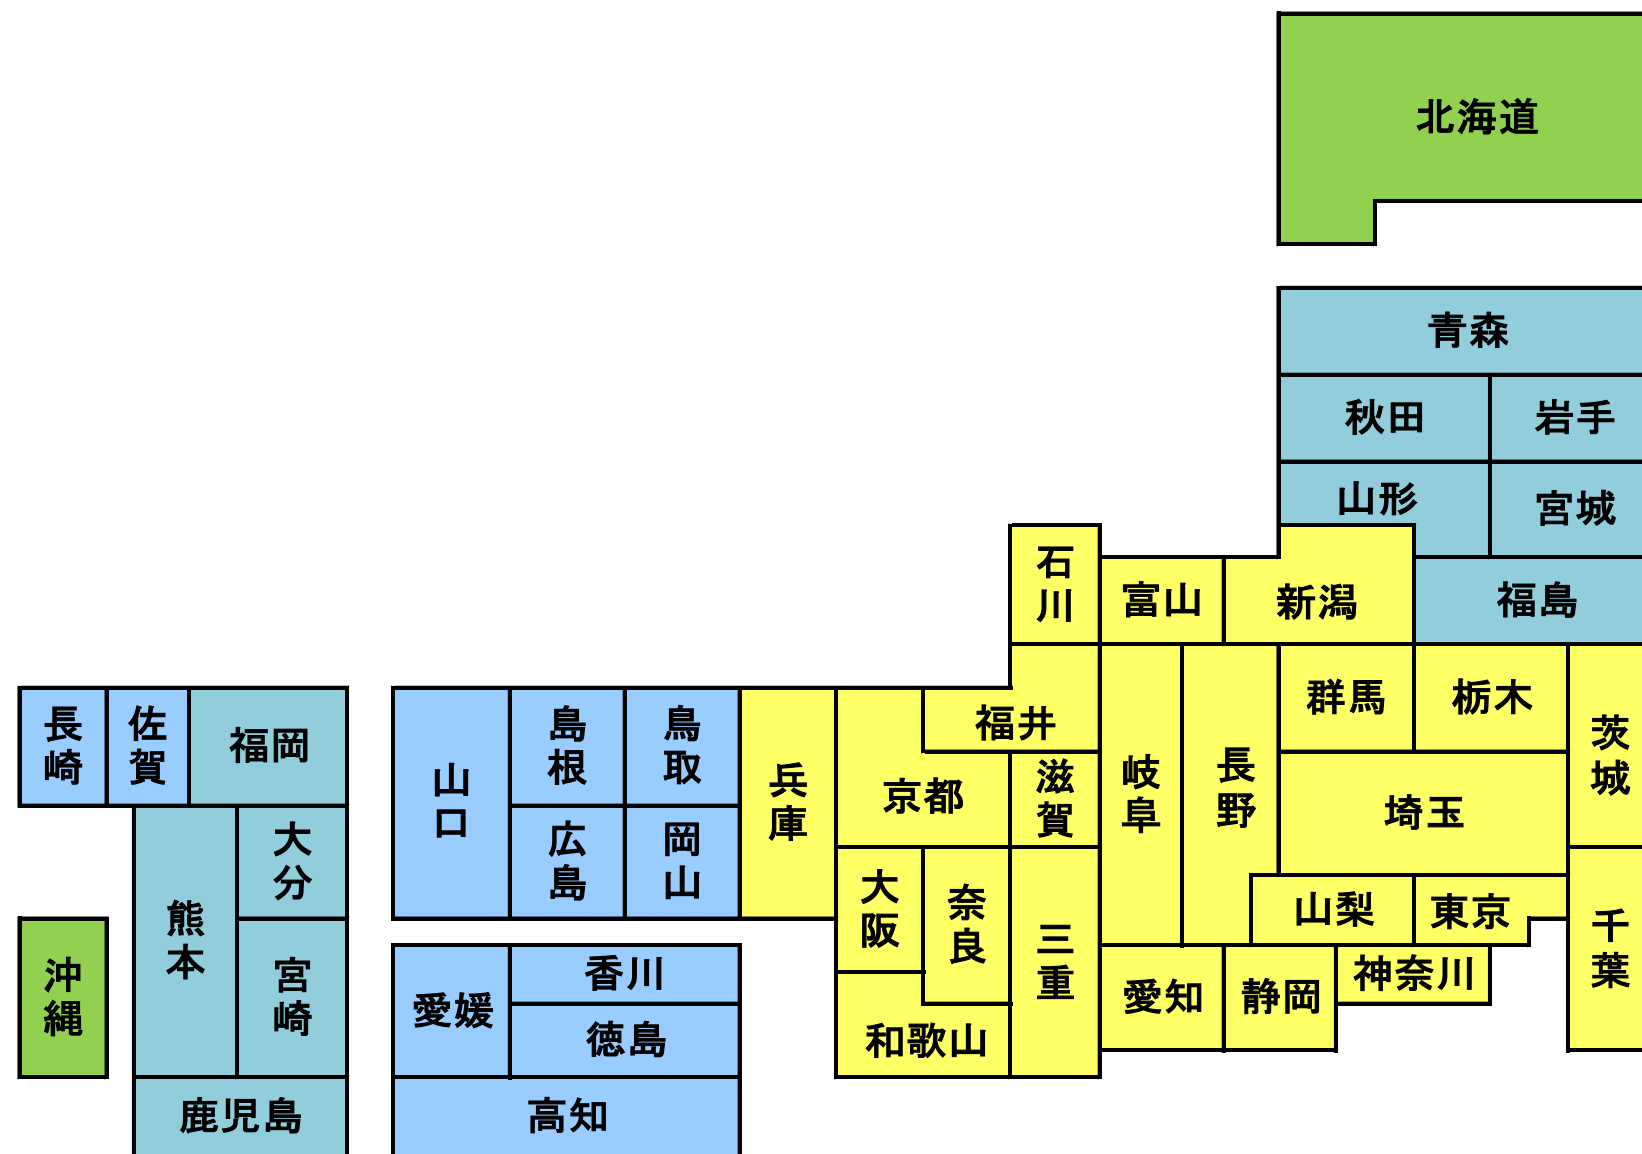 北海道
青森
秋田
岩手
山形
宮城
石川
富山
新潟
福島
長崎
佐賀
福岡
山口
島根
鳥取
兵庫
福井
京都
滋賀
岐阜
長野
群馬
栃木
茨城
埼玉
大分
広島
岡山
大阪
奈良
三重
山梨
東京
千葉
沖縄
熊本
宮崎
愛媛
香川
徳島
和歌山
愛知
静岡
神奈川
鹿児島
高知